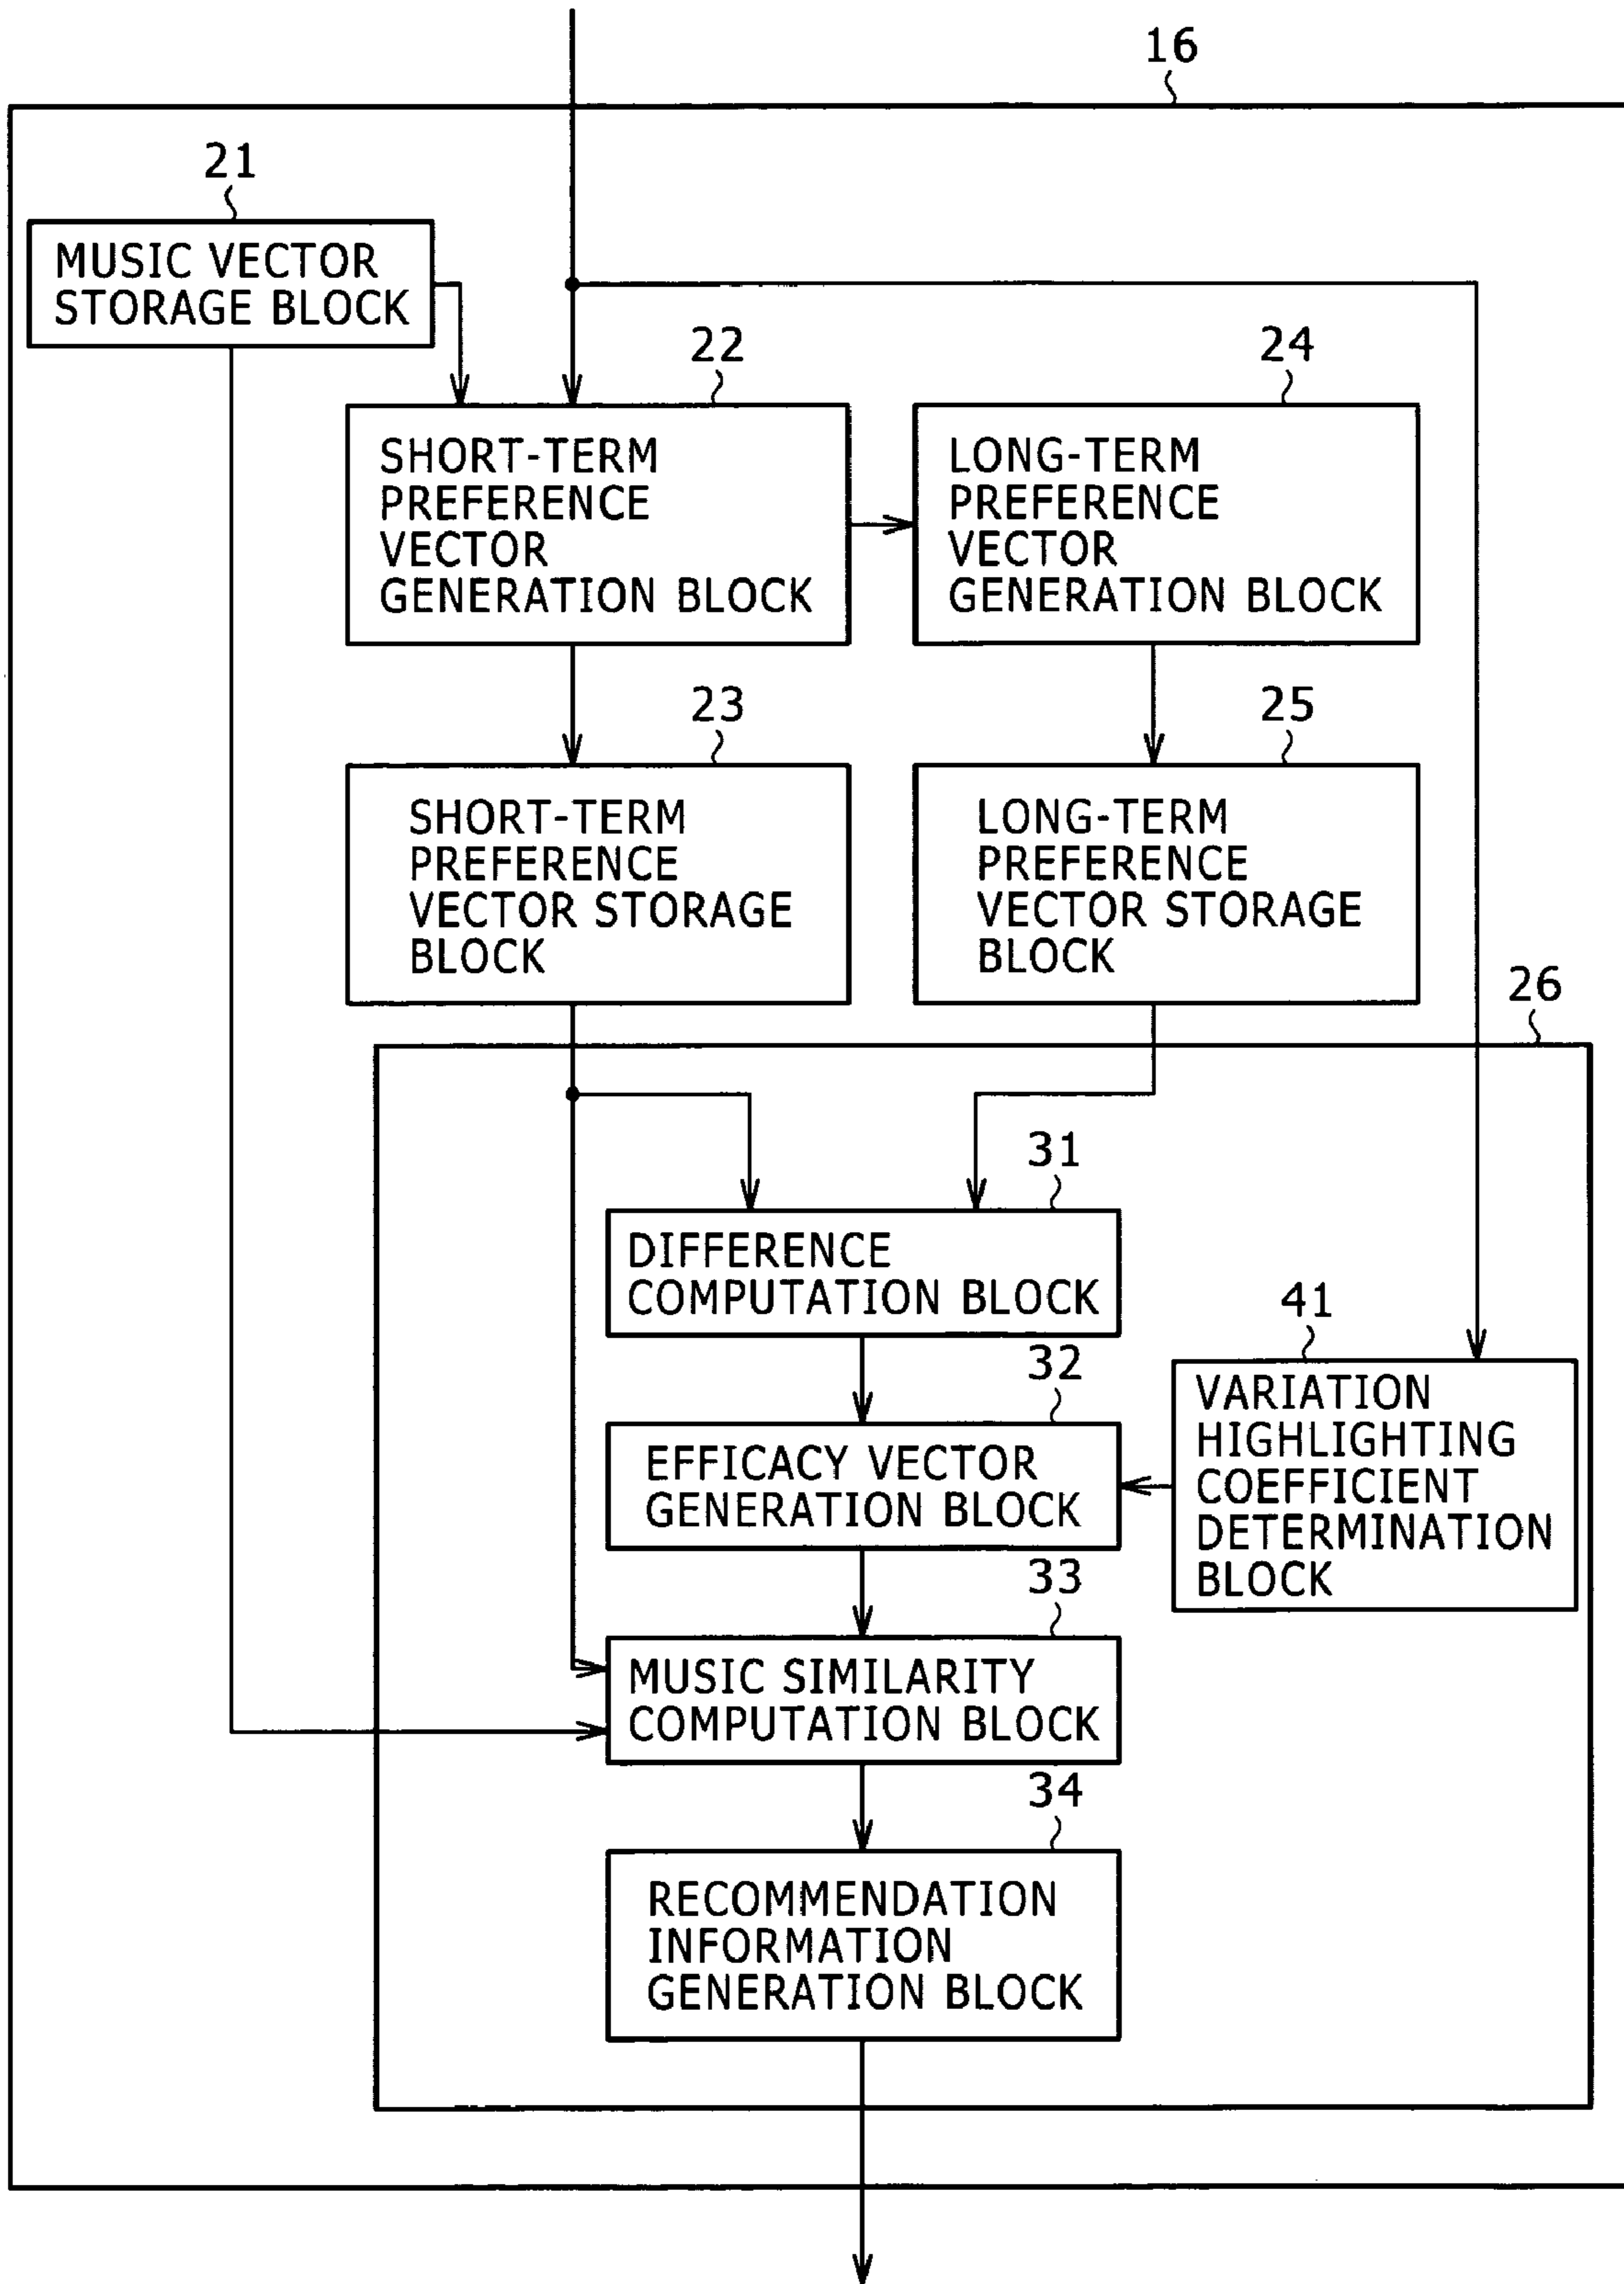 16
21
MUSIC VECTOR
STORAGE BLOCK
22
SHORT-TERM
PREFERENCE
VECTOR
GENERATION BLOCK
24
LONG-TERM
PREFERENCE
VECTOR
GENERATION BLOCK
23
SHORT-TERM
PREFERENCE
VECTOR STORAGE
BLOCK
25
LONG-TERM
PREFERENCE
VECTOR STORAGE
BLOCK
26
31
DIFFERENCE
COMPUTATION BLOCK
41
VARIATION
HIGHLIGHTING
COEFFICIENT
DETERMINATION
BLOCK
32
EFFICACY VECTOR
GENERATION BLOCK
33
MUSIC SIMILARITY
COMPUTATION BLOCK
34
RECOMMENDATION
INFORMATION
GENERATION BLOCK